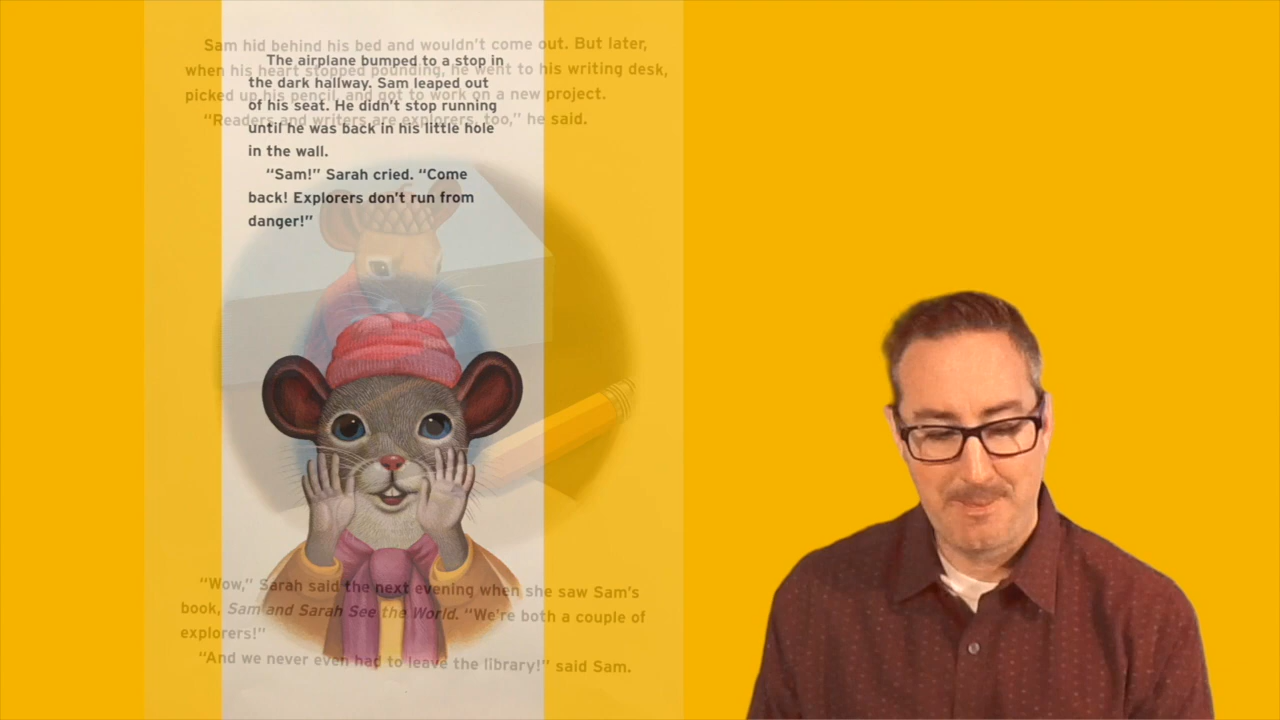 Sam hid behind his bed and wouldn't come out. But later,
when his heart stopped pounding, he went to his writing desk,
picked up his pencil, and got to work on a new project.
"Readers and writers are explorers, too," he said.
The airplane bumped to a stop in
the dark hallway. Sam leaped out
of his seat. He didn't stop running
until he was back in his little hole
in the wall.
"Sam!" Sarah cried. "Come
back! Explorers don't run from
danger!"
"Wow," Sarah said the next evening when she saw Sam's
book, Sam and Sarah See the World. "We're both a couple of
explorers!"
"And we never even had to leave the library!" said Sam.